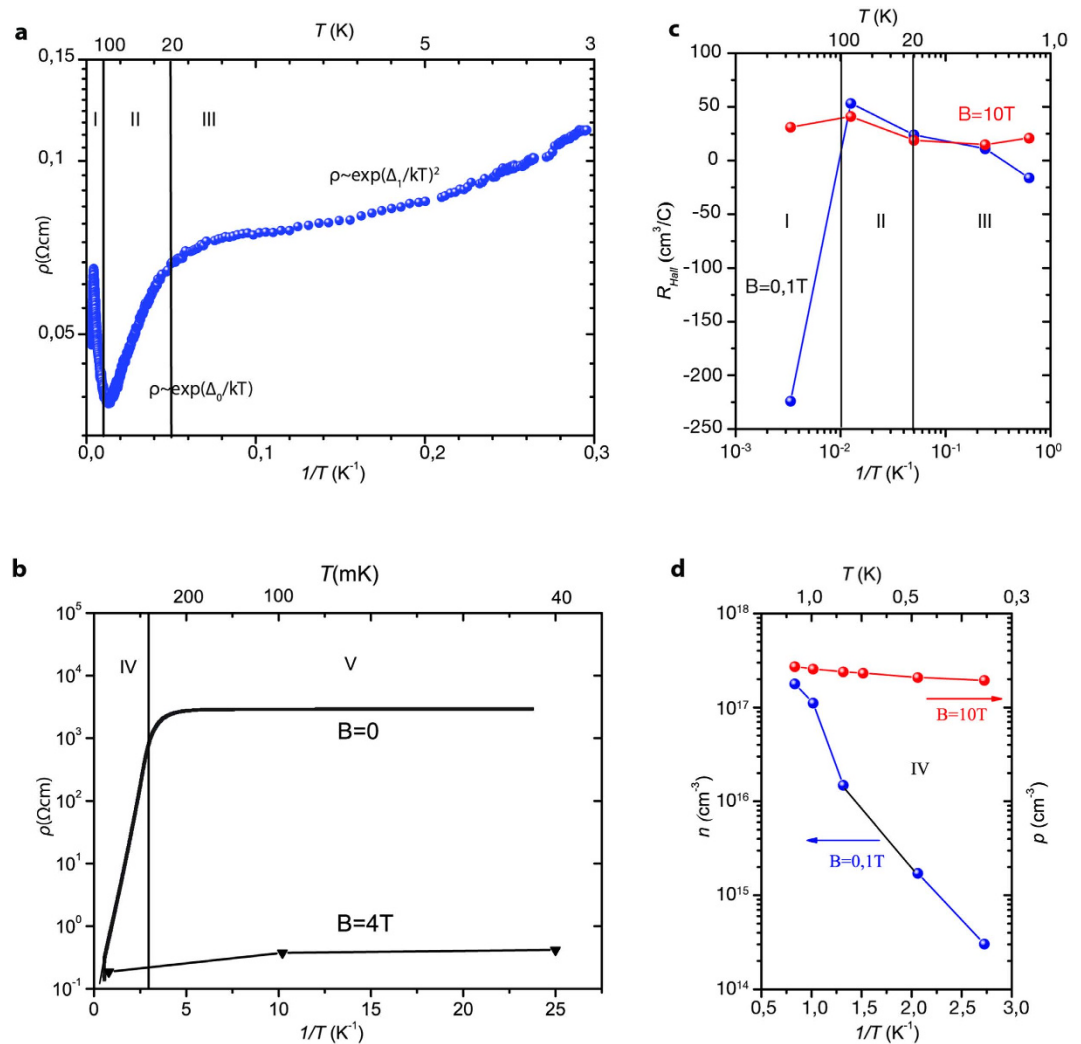 a
T (K)
100 20 5 3
0,15
I II III
0,1
ρ~exp(Δ1/kT)²
ρ(Ωcm)
0,05
ρ~exp(Δ0/kT)
0,0 0,1 0,2 0,3
1/T (K⁻¹)
c
T (K)
100 20 1,0
100
50
B=10T
0
-50
I II III
R_Hall (cm³/C)
-100
B=0,1T
-150
-200
-250
10⁻³ 10⁻² 10⁻¹ 10⁰
1/T (K⁻¹)
b
T(mK)
200 100 40
10⁵
IV V
10⁴
B=0
10³
ρ(Ωcm)
10²
10¹
B=4T
10⁰
10⁻¹
0 5 10 15 20 25
1/T (K⁻¹)
d
T (K)
1,0 0,5 0,3
10¹⁸
10¹⁷
B=10T
IV
n (cm⁻³)
p (cm⁻³)
10¹⁶
B=0,1T
10¹⁵
10¹⁴
0,5 1,0 1,5 2,0 2,5 3,0
1/T (K⁻¹)